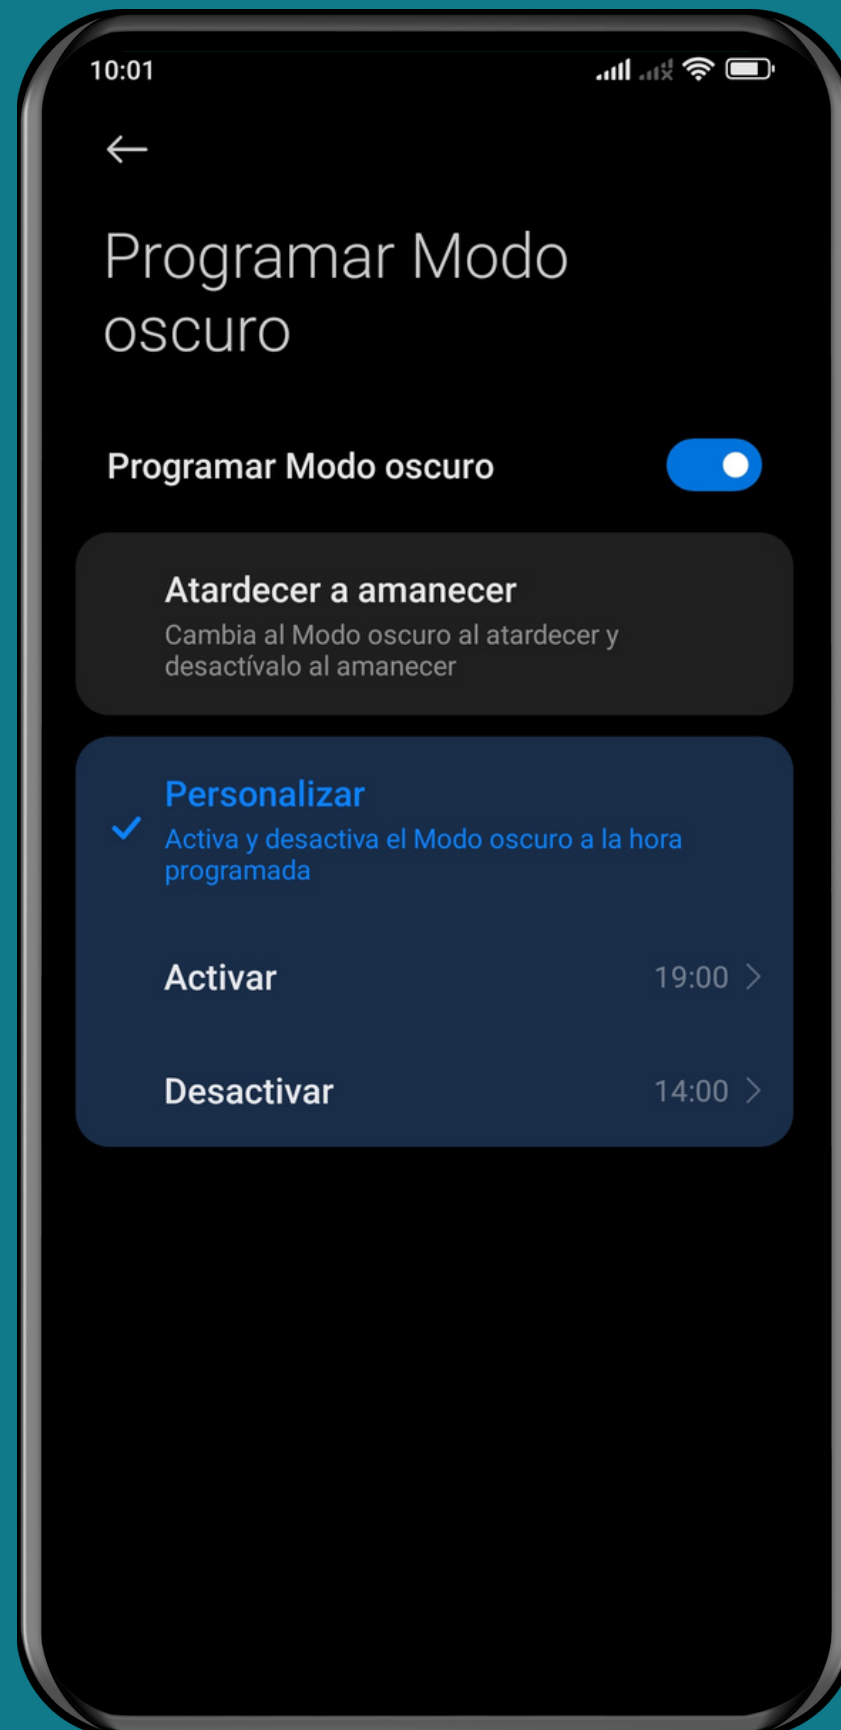 10:01
Programar Modo
oscuro
Programar Modo oscuro
Atardecer a amanecer
Cambia al Modo oscuro al atardecer y
desactívalo al amanecer
Personalizar
Activa y desactiva el Modo oscuro a la hora
programada
Activar 19:00
Desactivar 14:00